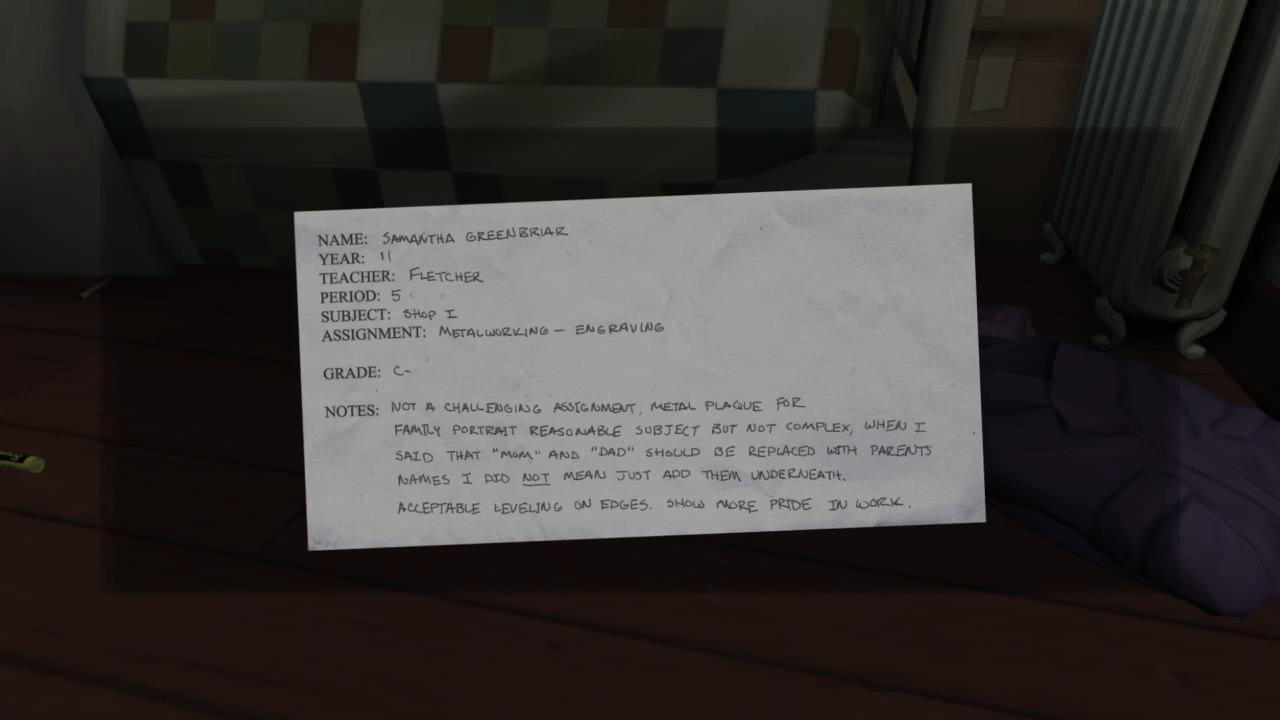 NAME: SAMANTHA GREENBRIAR
YEAR: 11
TEACHER: FLETCHER
PERIOD: 5
SUBJECT: SHOP I
ASSIGNMENT: METALWORKING — ENGRAVING
GRADE: C-
NOTES: NOT A CHALLENGING ASSIGNMENT, METAL PLAQUE FOR
FAMILY PORTRAIT REASONABLE SUBJECT BUT NOT COMPLEX, WHEN I
SAID THAT "MOM" AND "DAD" SHOULD BE REPLACED WITH PARENTS
NAMES I DID NOT MEAN JUST ADD THEM UNDERNEATH.
ACCEPTABLE LEVELING ON EDGES. SHOW MORE PRIDE IN WORK.